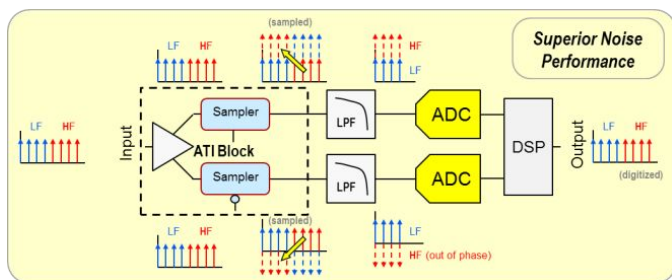 (sampled)
Superior Noise
Performance
LF HF
HF
LF
LF HF
Input
Sampler
ATI Block
Sampler
LPF
LPF
ADC
ADC
DSP
Output
LF HF
(digitized)
(sampled)
LF HF
LF
HF (out of phase)